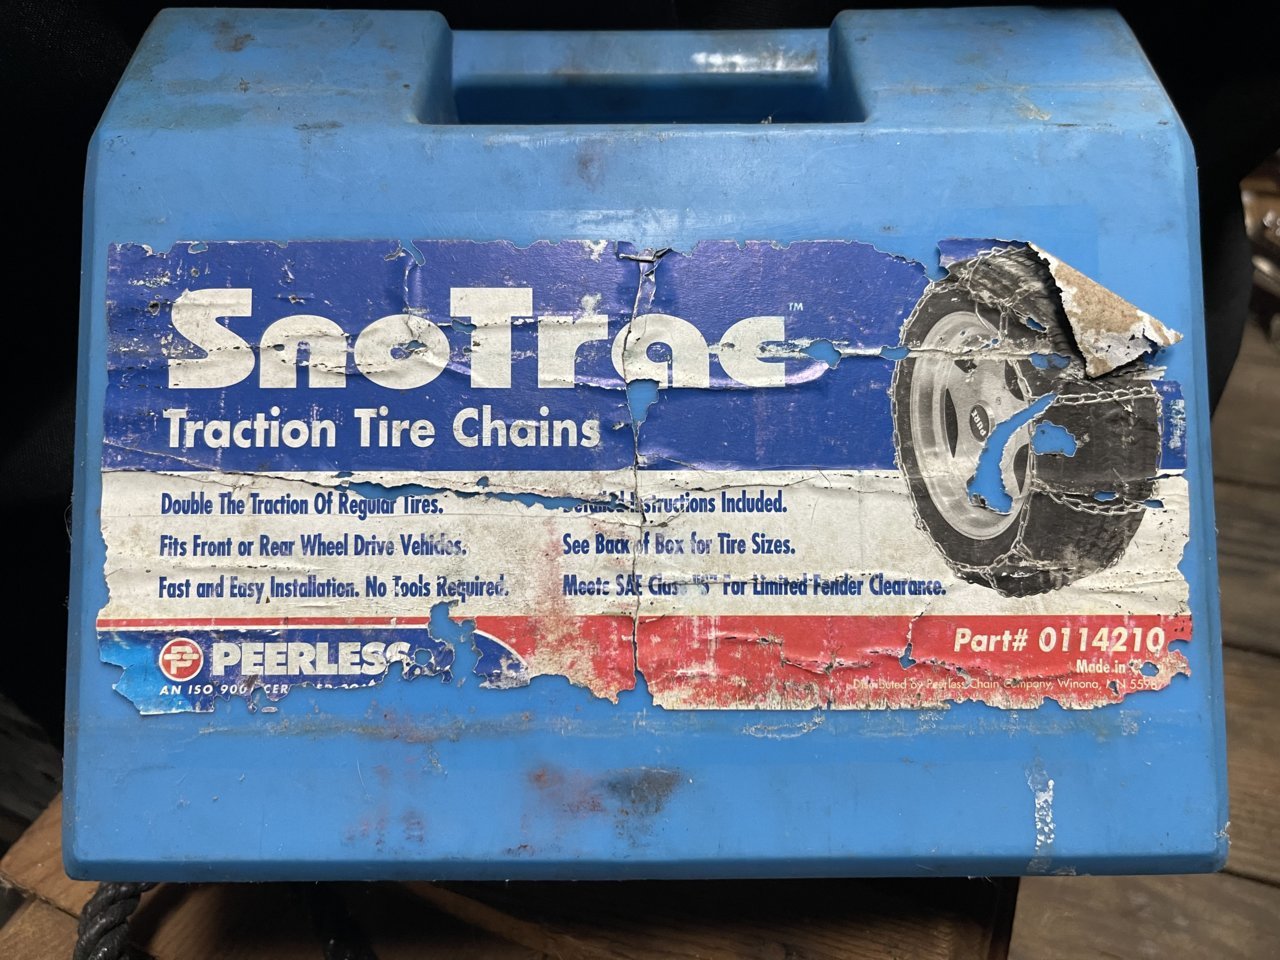 SnoTrac™
Traction Tire Chains
Double The Traction Of Regular Tires.
Fits Front or Rear Wheel Drive Vehicles.
Fast and Easy Installation. No Tools Required.
Instructions Included.
See Back of Box for Tire Sizes.
Meets SAE Class "S" For Limited Fender Clearance.
PEERLESS
AN ISO
Part# 0114210
Made in
Distributed by Peerless Chain Company, Winona,